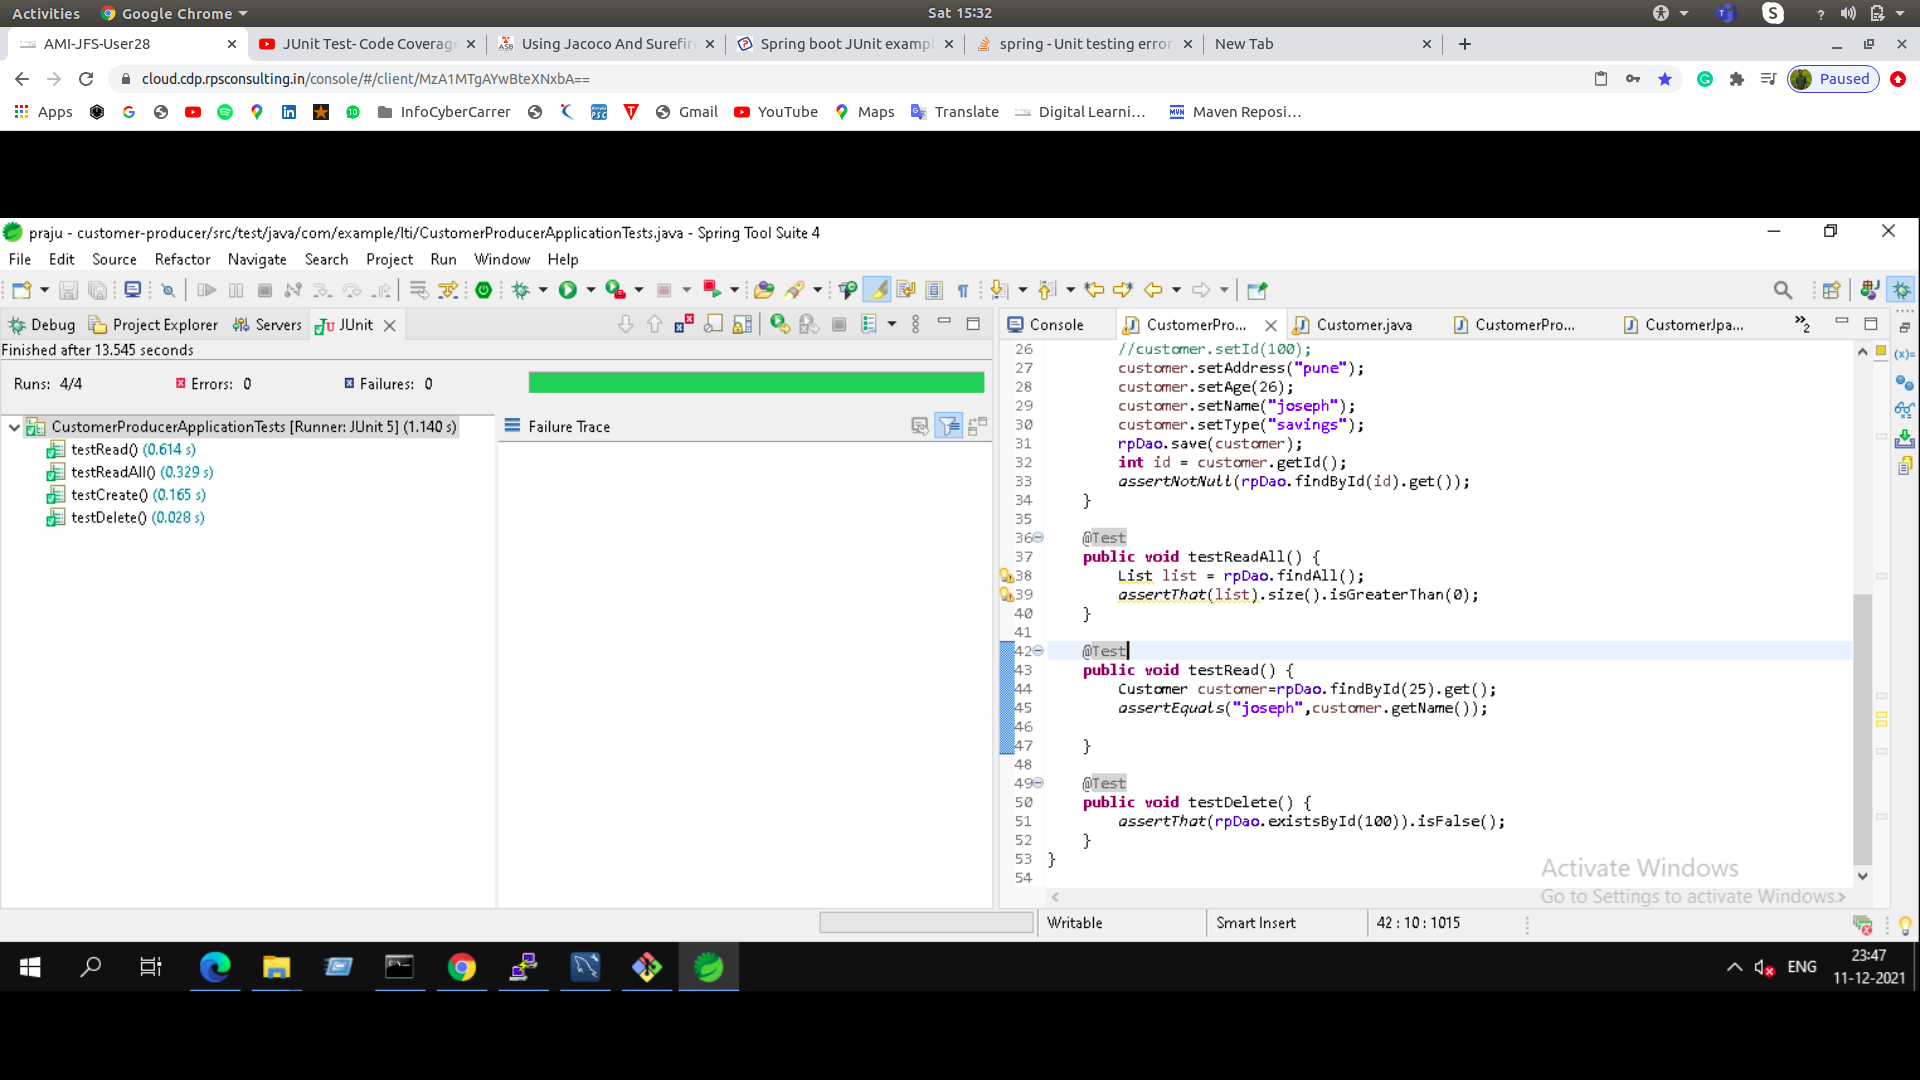 Activities Google Chrome Sat 15:32 ?
AMI-JFS-User28 JUnit Test- Code Coverage Using Jacoco And Surefir Spring boot JUnit exampl spring - Unit testing error New Tab
cloud.cdp.rpsconsulting.in/console/#/client/MzA1MTgAYwBteXNxbA== Paused
Apps InfoCyberCarrer Gmail YouTube Maps Translate Digital Learni… Maven Reposi…
praju - customer-producer/src/test/java/com/example/lti/CustomerProducerApplicationTests.java - Spring Tool Suite 4
File Edit Source Refactor Navigate Search Project Run Window Help
Debug Project Explorer Servers JUnit
Finished after 13.545 seconds
Runs: 4/4 Errors: 0 Failures: 0
CustomerProducerApplicationTests [Runner: JUnit 5] (1.140 s)
testRead() (0.614 s)
testReadAll() (0.329 s)
testCreate() (0.165 s)
testDelete() (0.028 s)
Failure Trace
Console CustomerPro... Customer.java CustomerPro... CustomerJpa... »2
26 //customer.setId(100);
27 customer.setAddress("pune");
28 customer.setAge(26);
29 customer.setName("joseph");
30 customer.setType("savings");
31 rpDao.save(customer);
32 int id = customer.getId();
33 assertNotNull(rpDao.findById(id).get());
34 }
35
36 @Test
37 public void testReadAll() {
38 List list = rpDao.findAll();
39 assertThat(list).size().isGreaterThan(0);
40 }
41
42 @Test
43 public void testRead() {
44 Customer customer=rpDao.findById(25).get();
45 assertEquals("joseph",customer.getName());
46
47 }
48
49 @Test
50 public void testDelete() {
51 assertThat(rpDao.existsById(100)).isFalse();
52 }
53 }
54
Activate Windows
Go to Settings to activate Windows.
Writable Smart Insert 42 : 10 : 1015
ENG 23:47
11-12-2021